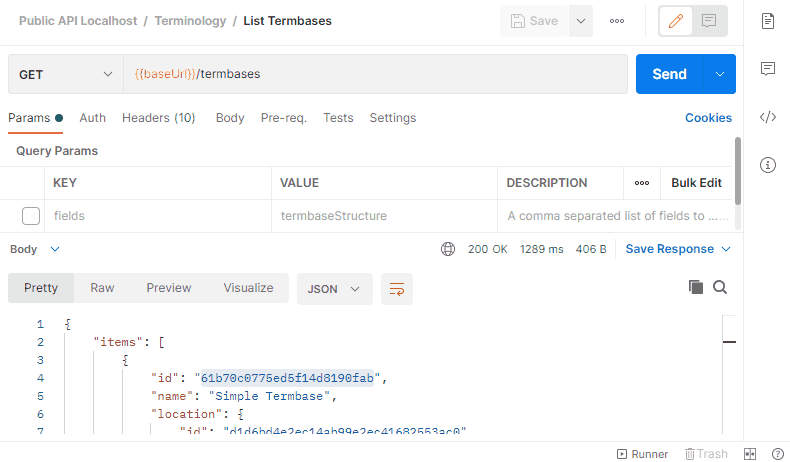 Public API Localhost / Terminology / List Termbases
Save
GET
{{baseUrl}}/termbases
Send
Params Auth Headers (10) Body Pre-req. Tests Settings Cookies
Query Params
KEY VALUE DESCRIPTION Bulk Edit
fields termbaseStructure A comma separated list of fields to ......
Body 200 OK 1289 ms 406 B Save Response
Pretty Raw Preview Visualize JSON
1 {
2 "items": [
3 {
4 "id": "61b70c0775ed5f14d8190fab",
5 "name": "Simple Termbase",
6 "location": {
7 "id": "d1d6bd4e2ec14ab99e2ec41682553ac0"
Runner Trash